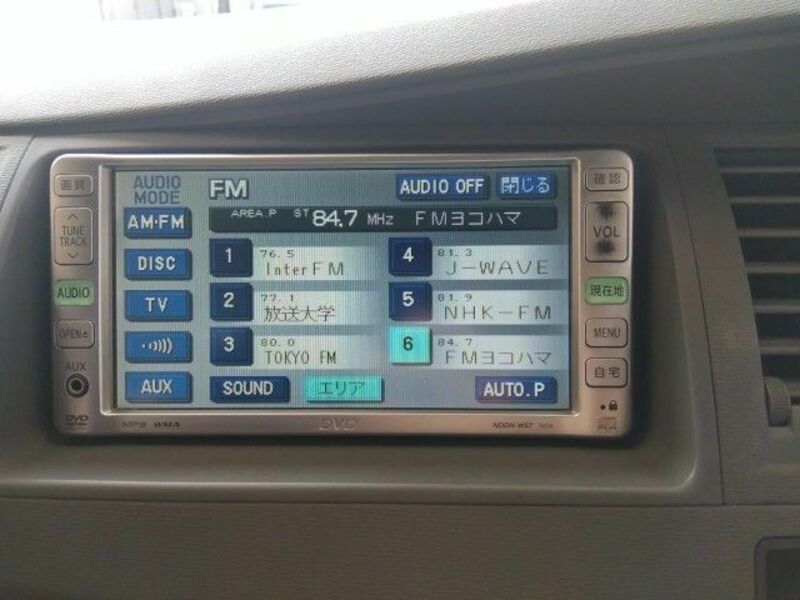 画質
AUDIO MODE
FM
AUDIO OFF
閉じる
確認
AREA.P ST 84.7 MHz FMヨコハマ
TUNE
TRACK
AM·FM
VOL
1 76.5 InterFM
4 81.3 J-WAVE
DISC
AUDIO
2 77.1 放送大学
5 81.9 NHK-FM
現在地
TV
OPEN
3 80.0 TOKYO FM
6 84.7 FMヨコハマ
MENU
AUX
AUX
SOUND
エリア
AUTO.P
自宅
DVD
MP3 WMA
DVD
NDDN-W57